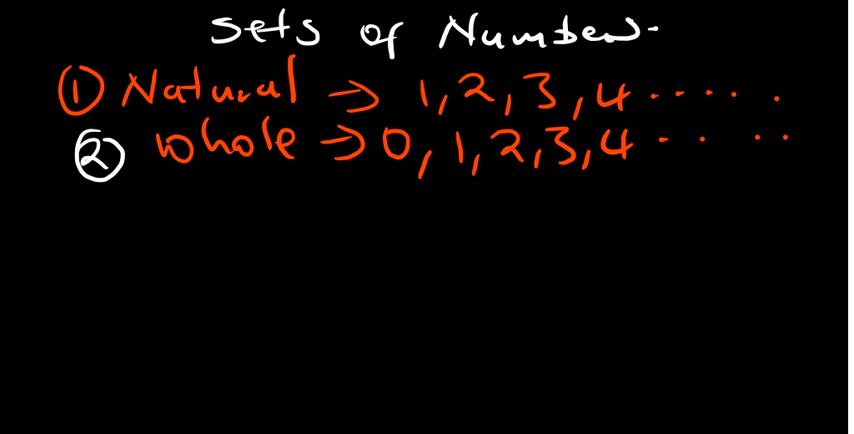 Sets of Numbers.
① Natural → 1, 2, 3, 4 . . . . .
② Whole → 0, 1, 2, 3, 4 . . . .